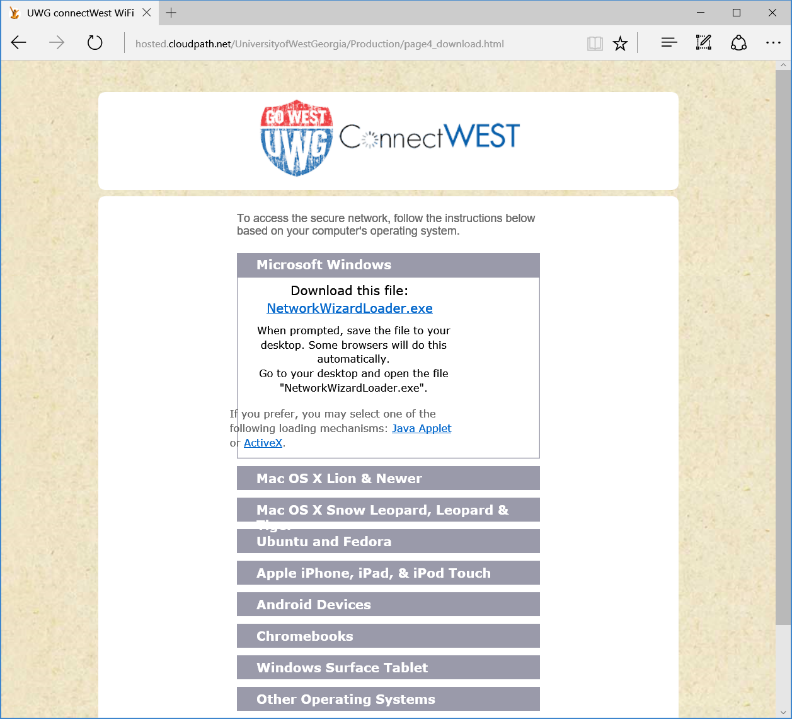 UWG connectWest WiFi
hosted.cloudpath.net/UniversityofWestGeorgia/Production/page4_download.html
GO WEST
UWG
ConnectWEST
To access the secure network, follow the instructions below
based on your computer's operating system.
Microsoft Windows
Download this file:
NetworkWizardLoader.exe
When prompted, save the file to your
desktop. Some browsers will do this
automatically.
Go to your desktop and open the file
"NetworkWizardLoader.exe".
If you prefer, you may select one of the
following loading mechanisms: Java Applet
or ActiveX.
Mac OS X Lion & Newer
Mac OS X Snow Leopard, Leopard &
Tiger
Ubuntu and Fedora
Apple iPhone, iPad, & iPod Touch
Android Devices
Chromebooks
Windows Surface Tablet
Other Operating Systems